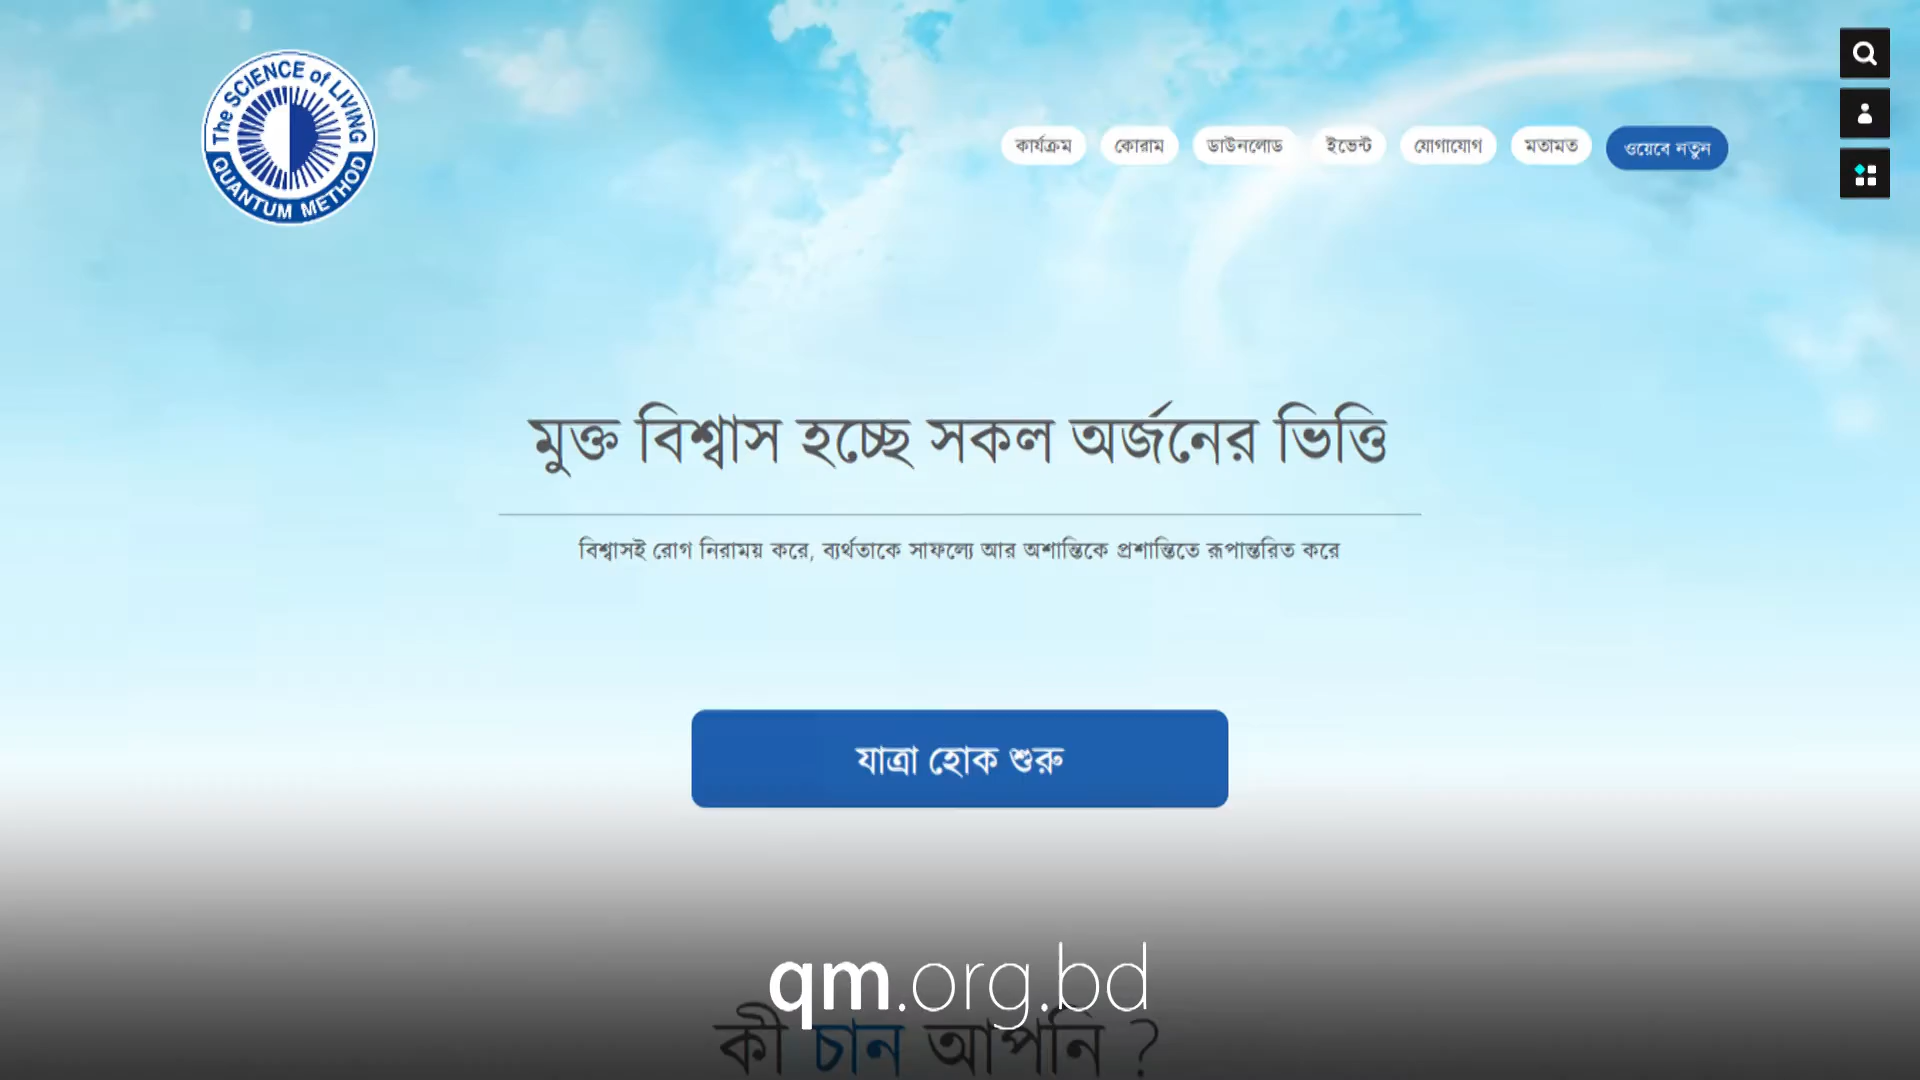 The SCIENCE of LIVING
QUANTUM METHOD
কার্যক্রম কোরাম ডাউনলোড ইভেন্ট যোগাযোগ মতামত ওয়েবে নতুন
মুক্ত বিশ্বাস হচ্ছে সকল অর্জনের ভিত্তি
বিশ্বাসই রোগ নিরাময় করে, ব্যর্থতাকে সাফল্যে আর অশান্তিকে প্রশান্তিতে রূপান্তরিত করে
যাত্রা হোক শুরু
qm.org.bd
কী চান আপনি ?